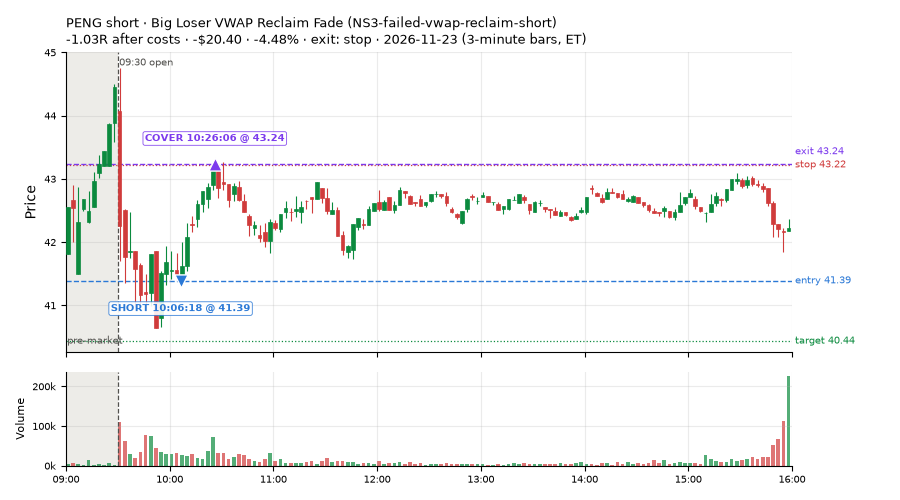 PENG short · Big Loser VWAP Reclaim Fade (NS3-failed-vwap-reclaim-short)
-1.03R after costs · -$20.40 · -4.48% · exit: stop · 2026-11-23 (3-minute bars, ET)
45
09:30 open
44
COVER 10:26:06 @ 43.24
exit 43.24
stop 43.22
43
Price
42
entry 41.39
SHORT 10:06:18 @ 41.39
41
pre-market
target 40.44
200k
Volume
100k
0k
09:00 10:00 11:00 12:00 13:00 14:00 15:00 16:00